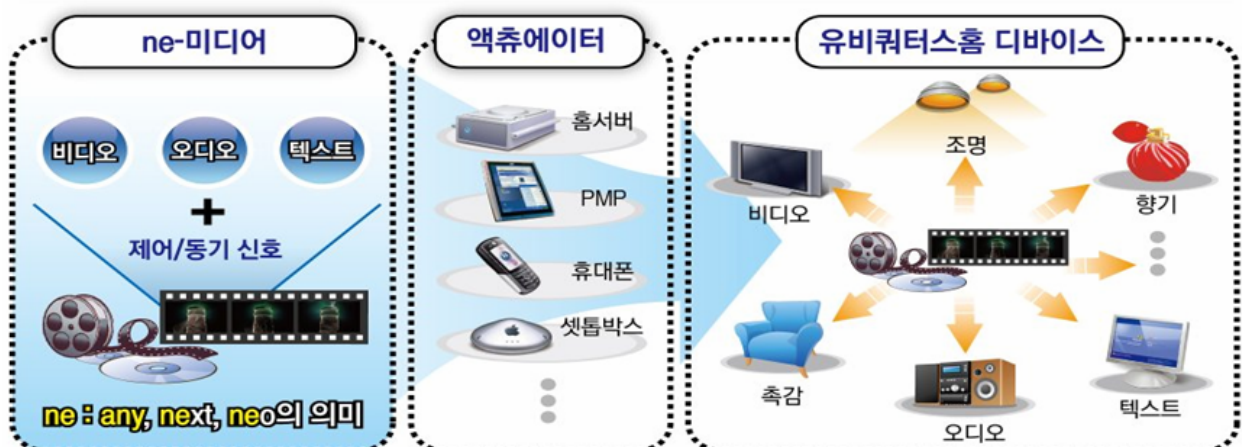 ne-미디어
비디오 오디오 텍스트
+
제어/동기 신호
ne : any, next, neo의 의미
액츄에이터
홈서버
PMP
휴대폰
셋톱박스
유비쿼터스홈 디바이스
조명
비디오
향기
촉감
오디오
텍스트